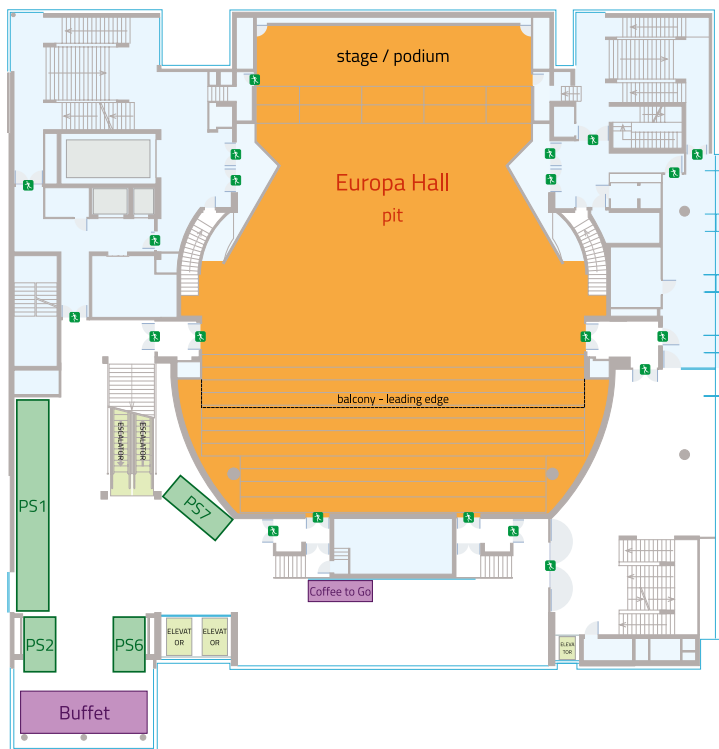 stage / podium
Europa Hall
pit
balcony - leading edge
ESCALATOR
ESCALATOR
PS1
PS7
Coffee to Go
PS2
PS6
ELEVAT
OR
ELEVAT
OR
ELEVA
TOR
Buffet